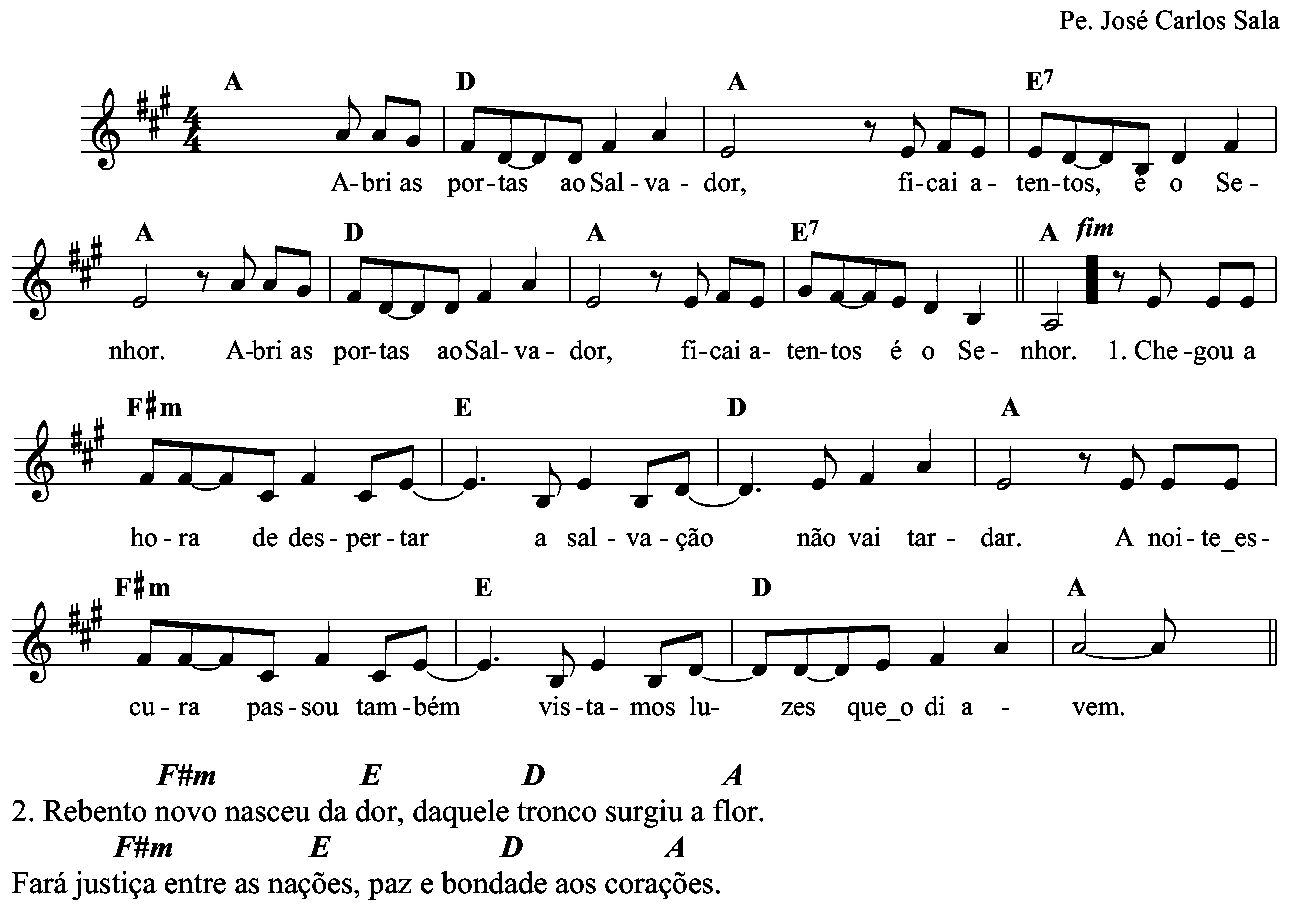 Pe. José Carlos Sala
A D A E7
A-bri as por-tas ao Sal-va-dor, fi-cai a-ten-tos, é o Se-
A D A E7 A fim
nhor. A-bri as por-tas ao Sal-va-dor, fi-cai a-ten-tos é o Se-nhor. 1. Che-gou a
F#m E D A
ho-ra de des-per-tar a sal-va-ção não vai tar-dar. A noi-te_es-
F#m E D A
cu-ra pas-sou tam-bém vis-ta-mos lu-zes que_o di a-vem.
F#m E D A
2. Rebento novo nasceu da dor, daquele tronco surgiu a flor.
F#m E D A
Fará justiça entre as nações, paz e bondade aos corações.